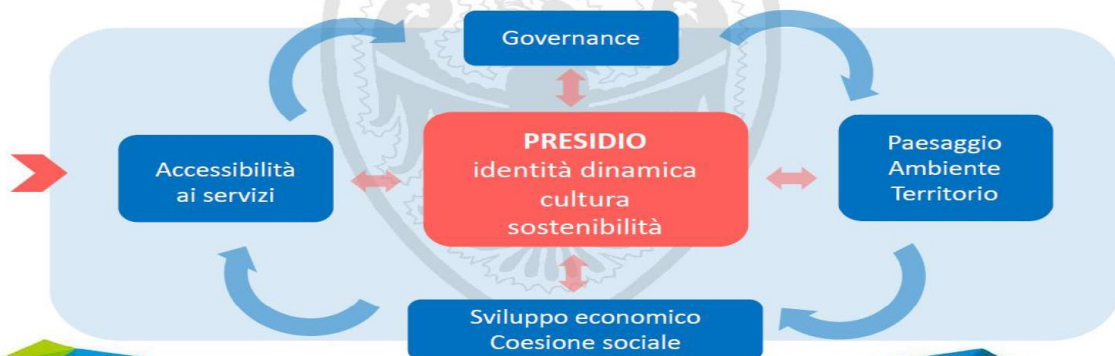 Governance
Accessibilità
ai servizi
PRESIDIO
identità dinamica
cultura
sostenibilità
Paesaggio
Ambiente
Territorio
Sviluppo economico
Coesione sociale